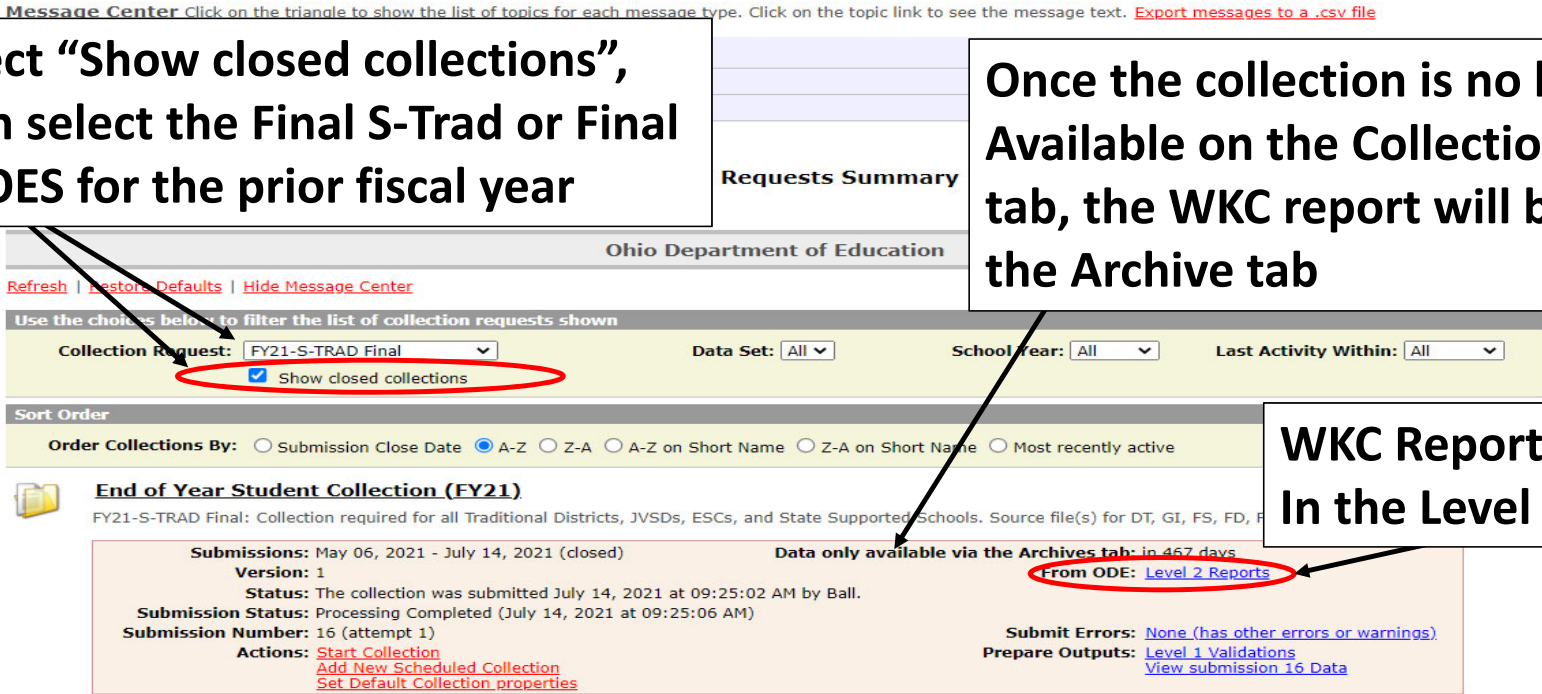 Message Center Click on the triangle to show the list of topics for each message type. Click on the topic link to see the message text. Export messages to a .csv file
“Show closed collections”,
select the Final S-Trad or Final
for the prior fiscal year
Once the collection is no
Available on the
tab, the WKC report will
the Archive tab
Requests Summary
Ohio Department of Education
Refresh | Restore Defaults | Hide Message Center
Use the choices below to filter the list of collection requests shown
Collection Request: FY21-S-TRAD Final Data Set: All School Year: All Last Activity Within: All
Show closed collections
Sort Order
Order Collections By: Submission Close Date A-Z Z-A A-Z on Short Name Z-A on Short Name Most recently active
WKC Report
In the Level
End of Year Student Collection (FY21)
FY21-S-TRAD Final: Collection required for all Traditional Districts, JVSDs, ESCs, and State Supported Schools. Source file(s) for DT, GI, FS, FD,
Submissions: May 06, 2021 - July 14, 2021 (closed) Data only available via the Archives tab: in 467 days
Version: 1 From ODE: Level 2 Reports
Status: The collection was submitted July 14, 2021 at 09:25:02 AM by Ball.
Submission Status: Processing Completed (July 14, 2021 at 09:25:06 AM)
Submission Number: 16 (attempt 1) Submit Errors: None (has other errors or warnings)
Actions: Start Collection Prepare Outputs: Level 1 Validations
Add New Scheduled Collection View submission 16 Data
Set Default Collection properties